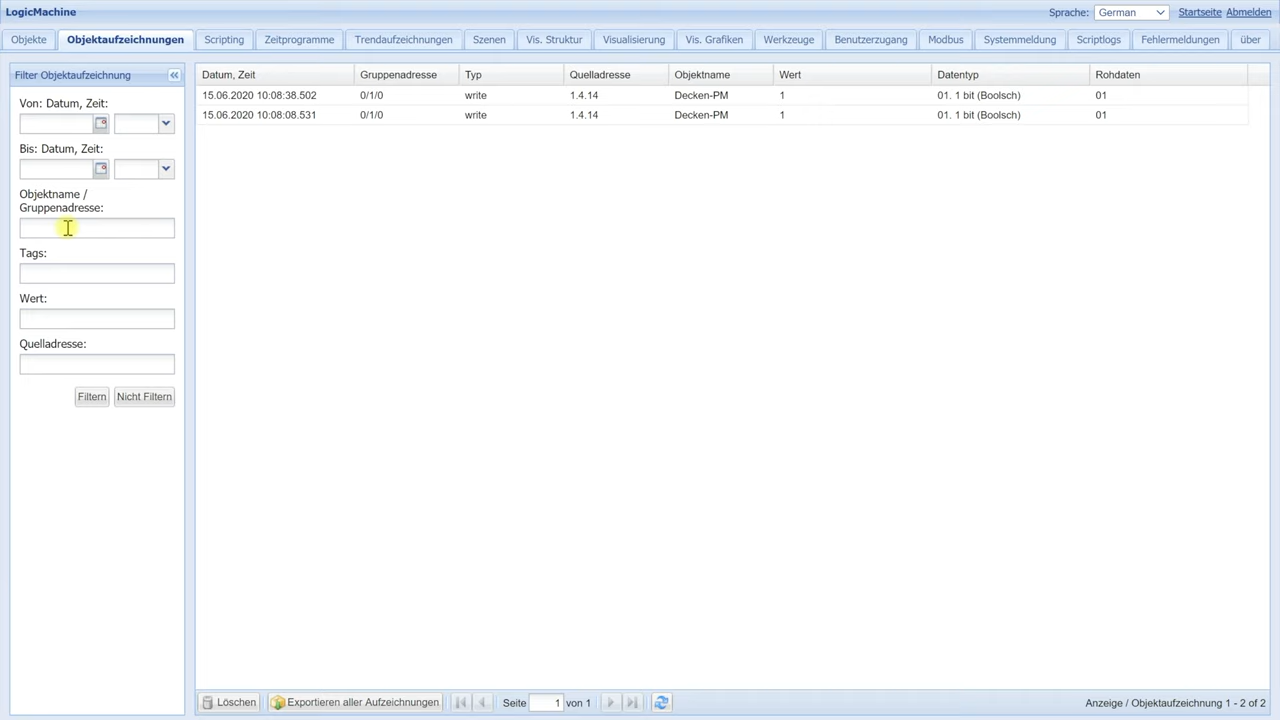 LogicMachine
Sprache: German Startseite Abmelden
Objekte Objektaufzeichnungen Scripting Zeitprogramme Trendaufzeichnungen Szenen Vis. Struktur Visualisierung Vis. Grafiken Werkzeuge Benutzerzugang Modbus Systemmeldung Scriptlogs Fehlermeldungen über
Filter Objektaufzeichnung
Von: Datum, Zeit:
Bis: Datum, Zeit:
Objektname /
Gruppenadresse:
Tags:
Wert:
Quelladresse:
Filtern Nicht Filtern
Datum, Zeit Gruppenadresse Typ Quelladresse Objektname Wert Datentyp Rohdaten
15.06.2020 10:08:38.502 0/1/0 write 1.4.14 Decken-PM 1 01. 1 bit (Boolsch) 01
15.06.2020 10:08:08.531 0/1/0 write 1.4.14 Decken-PM 1 01. 1 bit (Boolsch) 01
Löschen Exportieren aller Aufzeichnungen Seite 1 von 1 Anzeige / Objektaufzeichnung 1 - 2 of 2